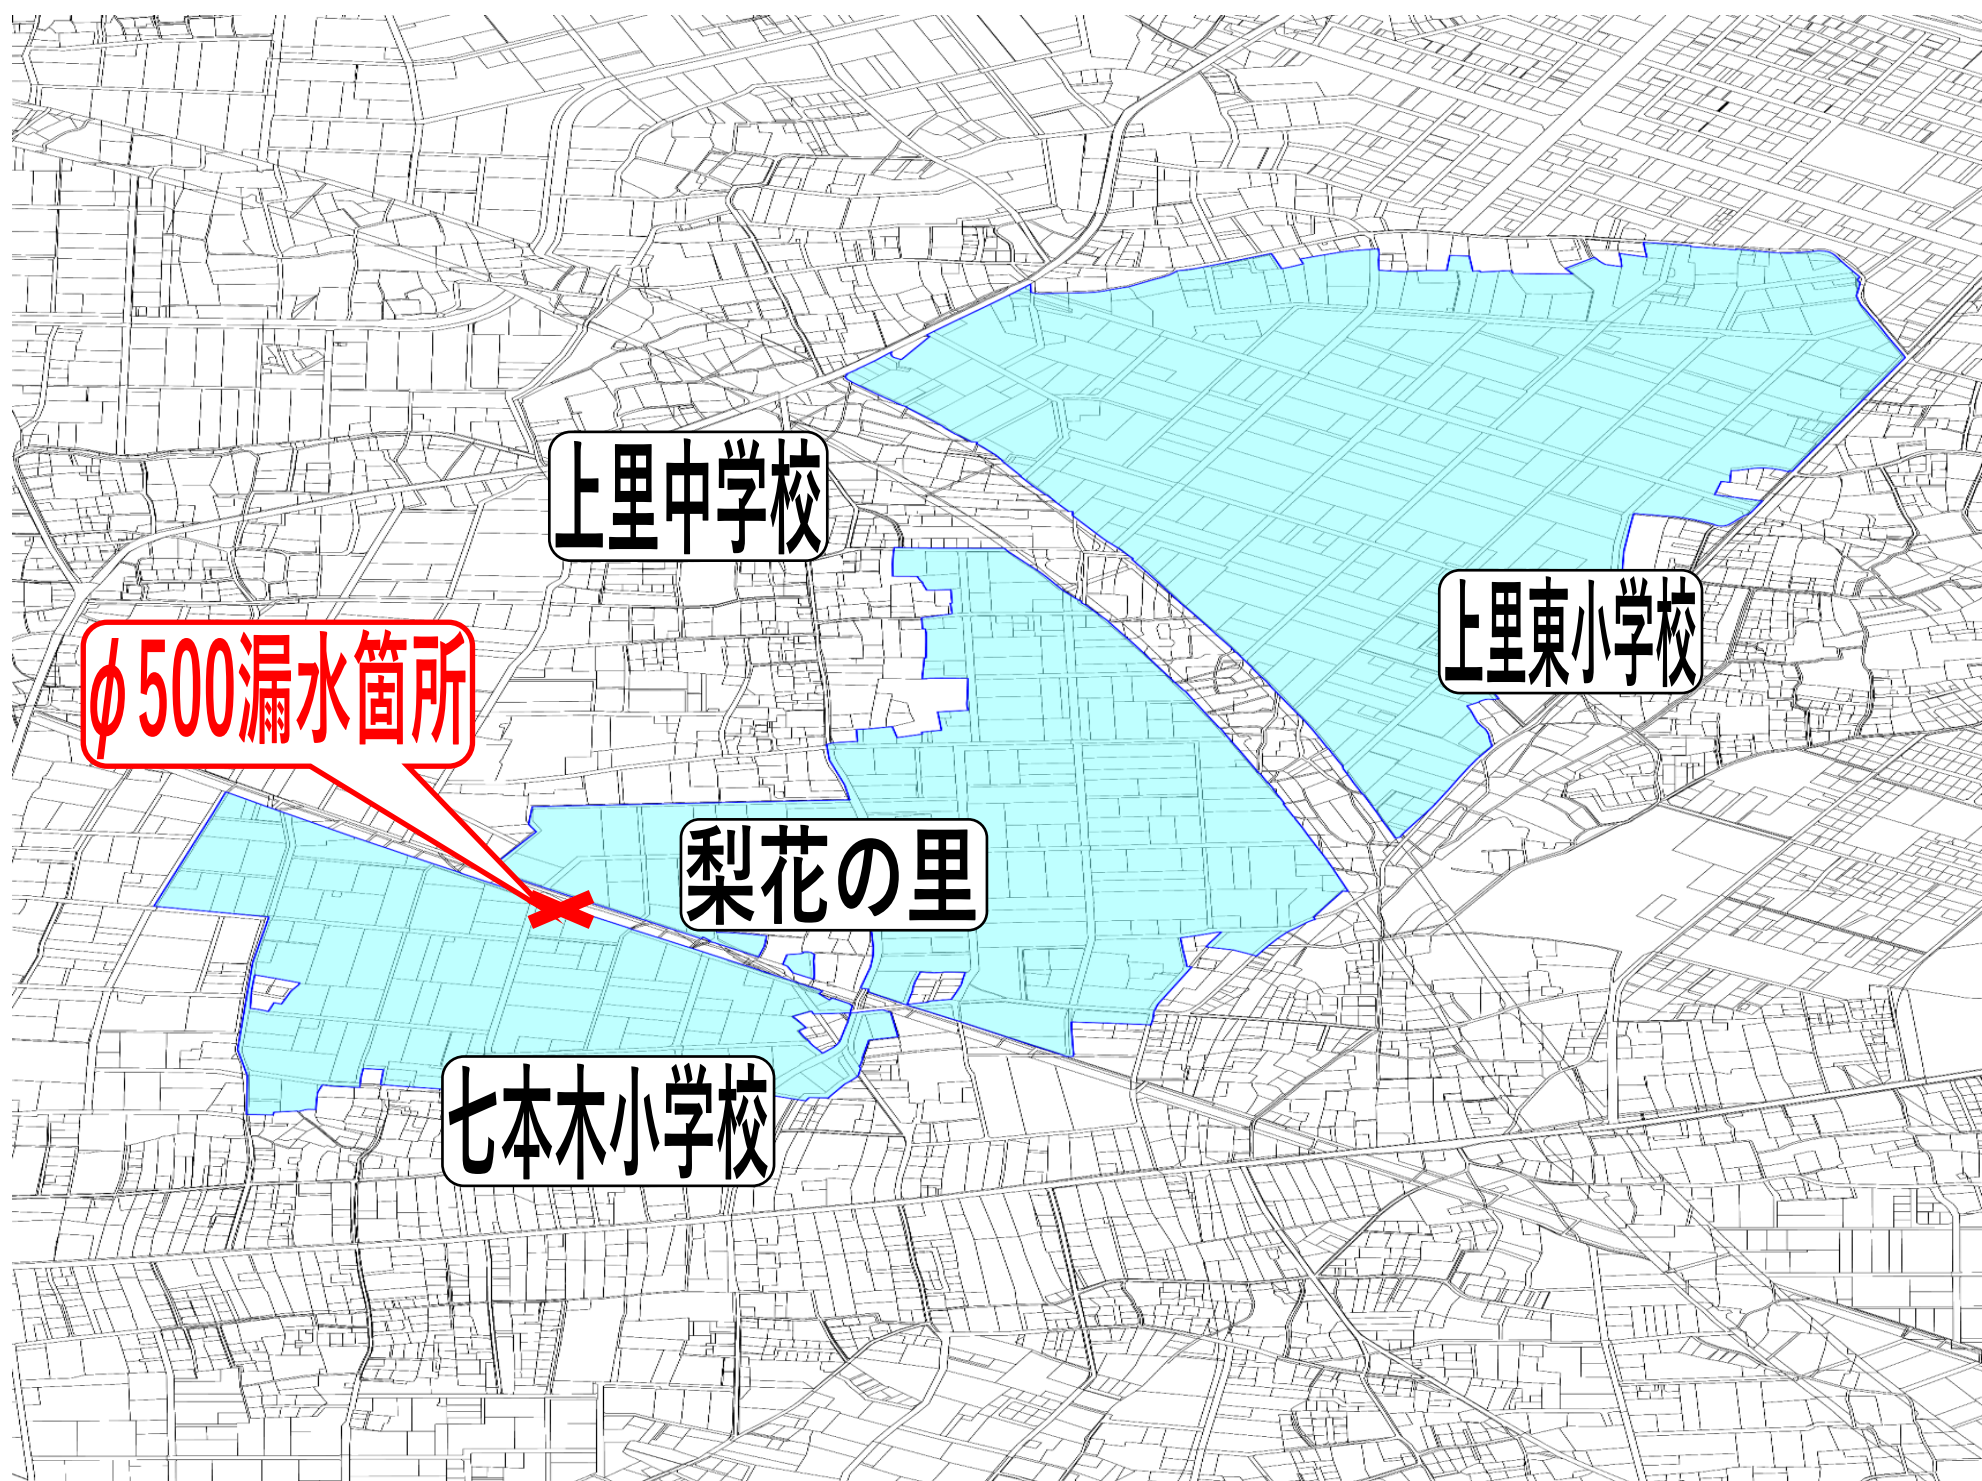 上里中学校
上里東小学校
φ500漏水箇所
梨花の里
七本木小学校